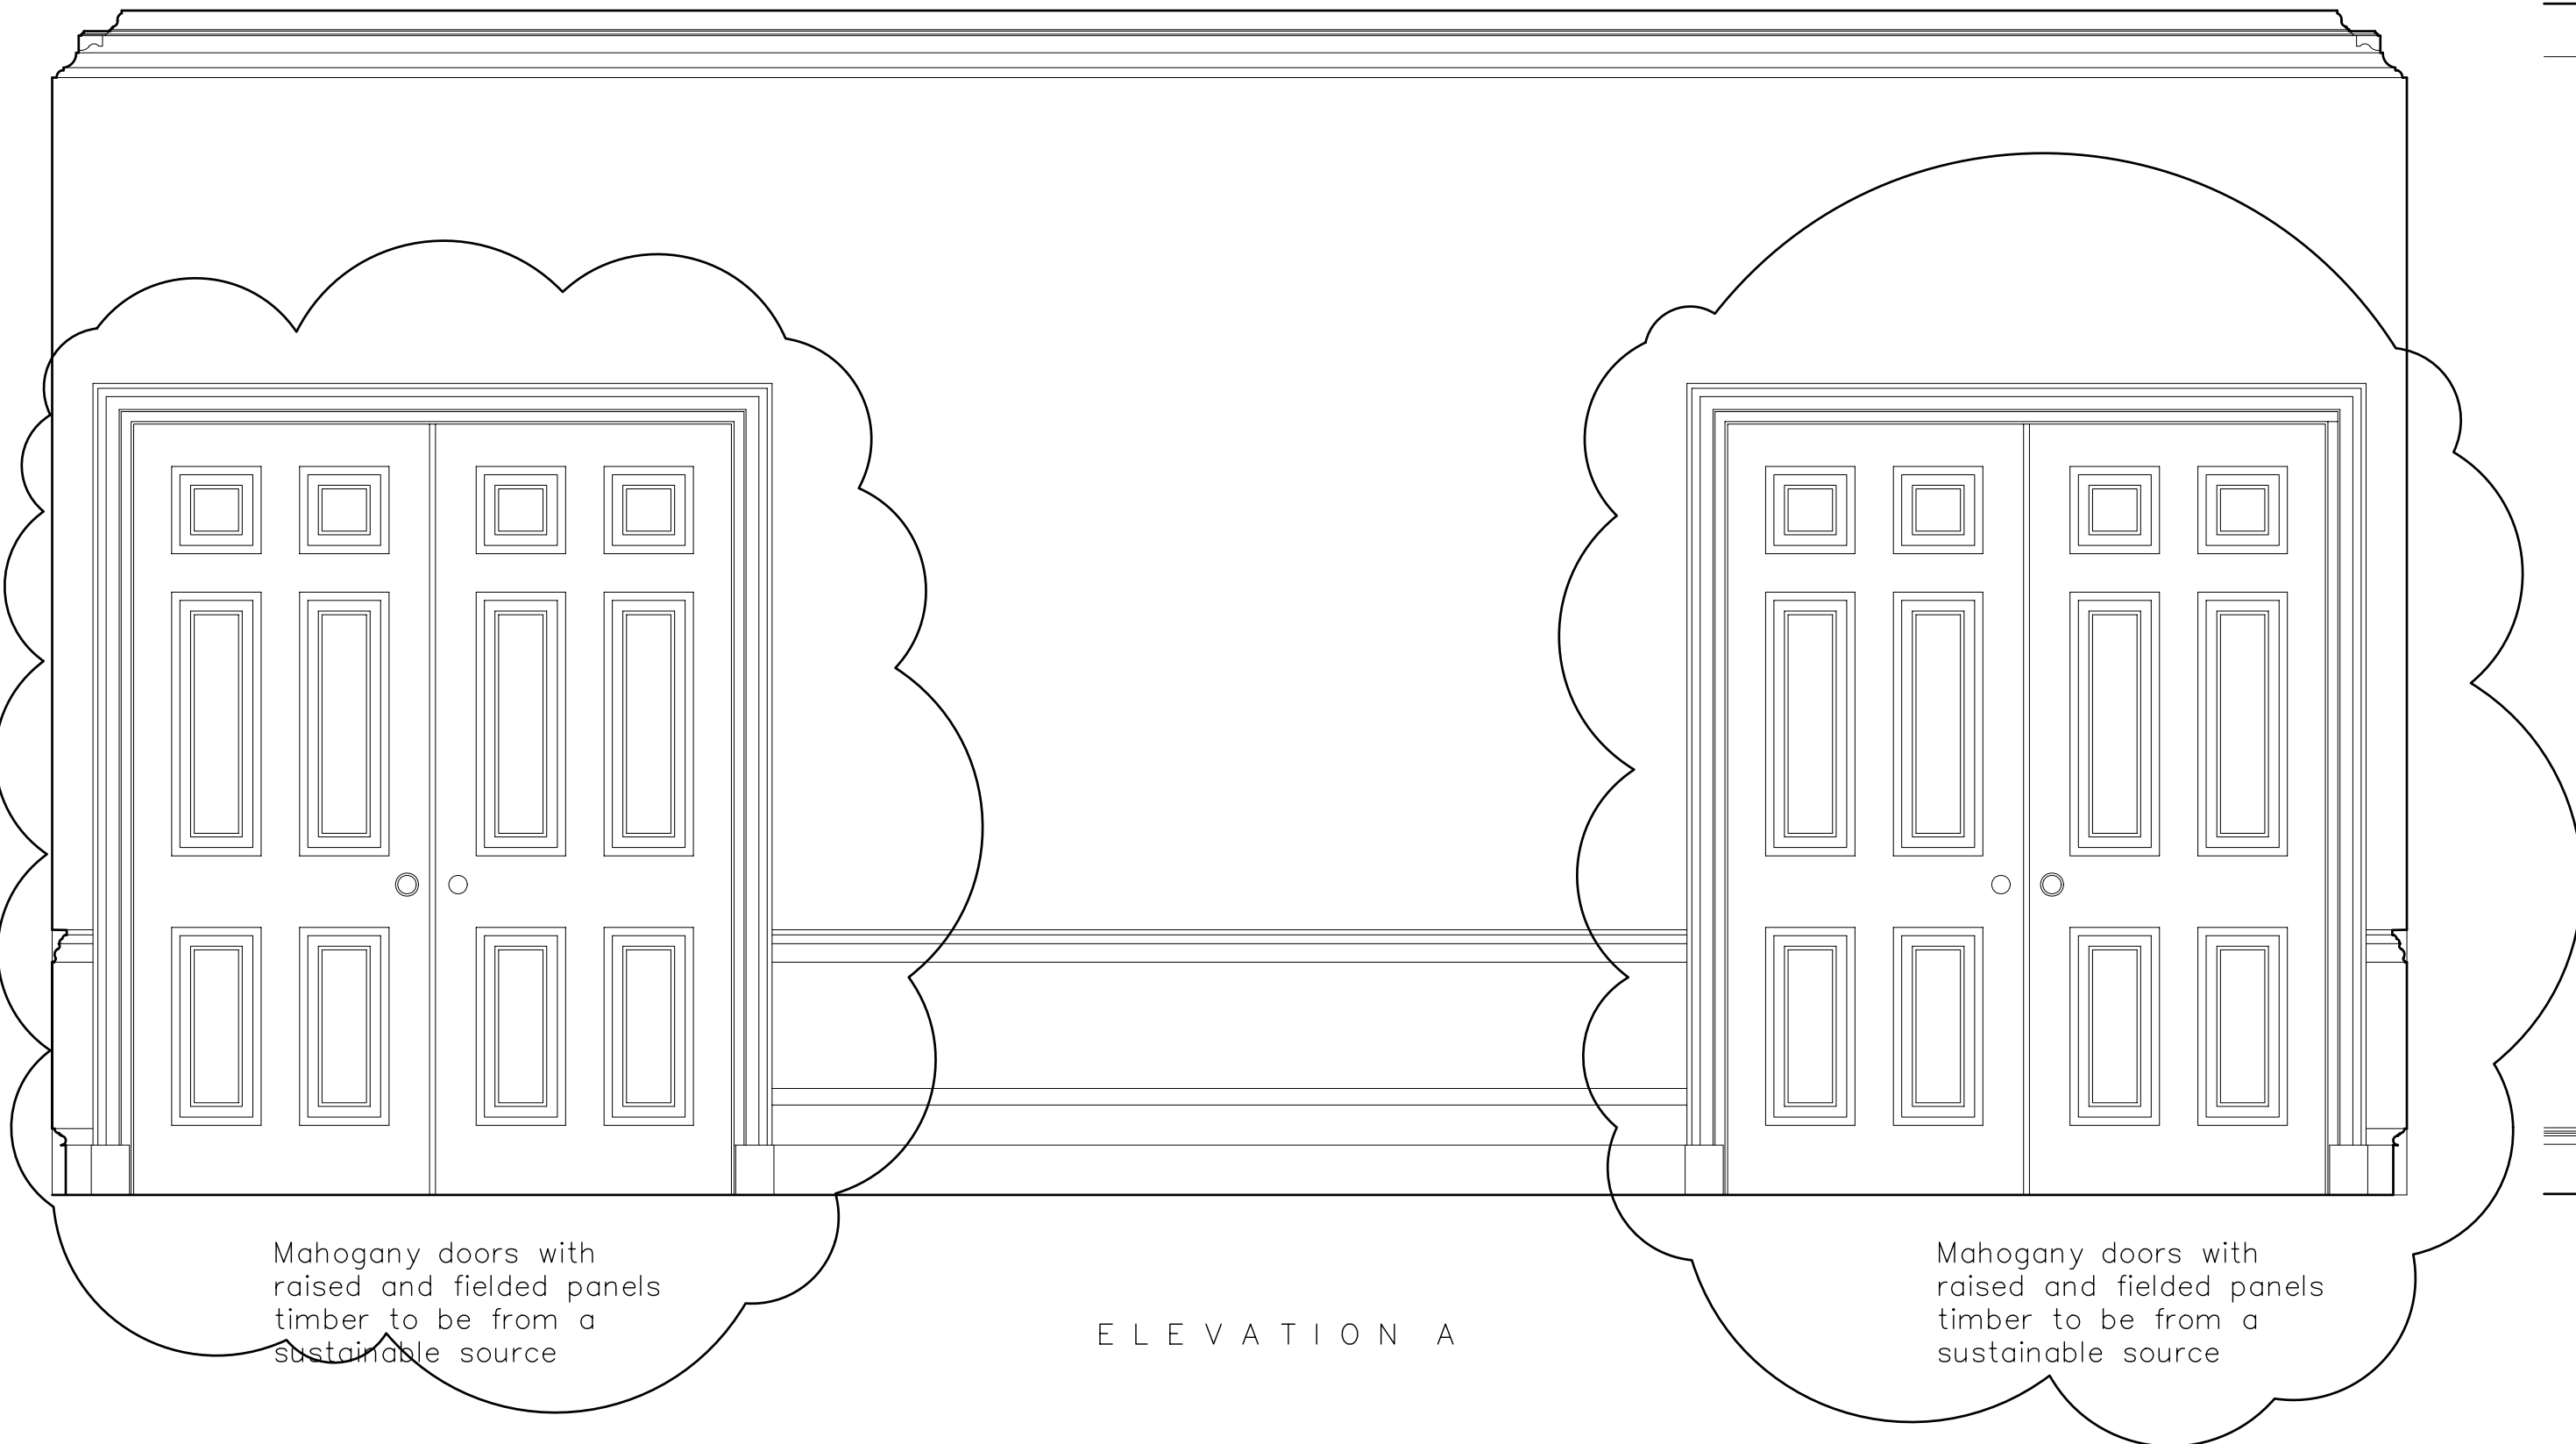 Mahogany doors with
raised and fielded panels
timber to be from a
sustainable source
E L E V A T I O N  A
Mahogany doors with
raised and fielded panels
timber to be from a
sustainable source